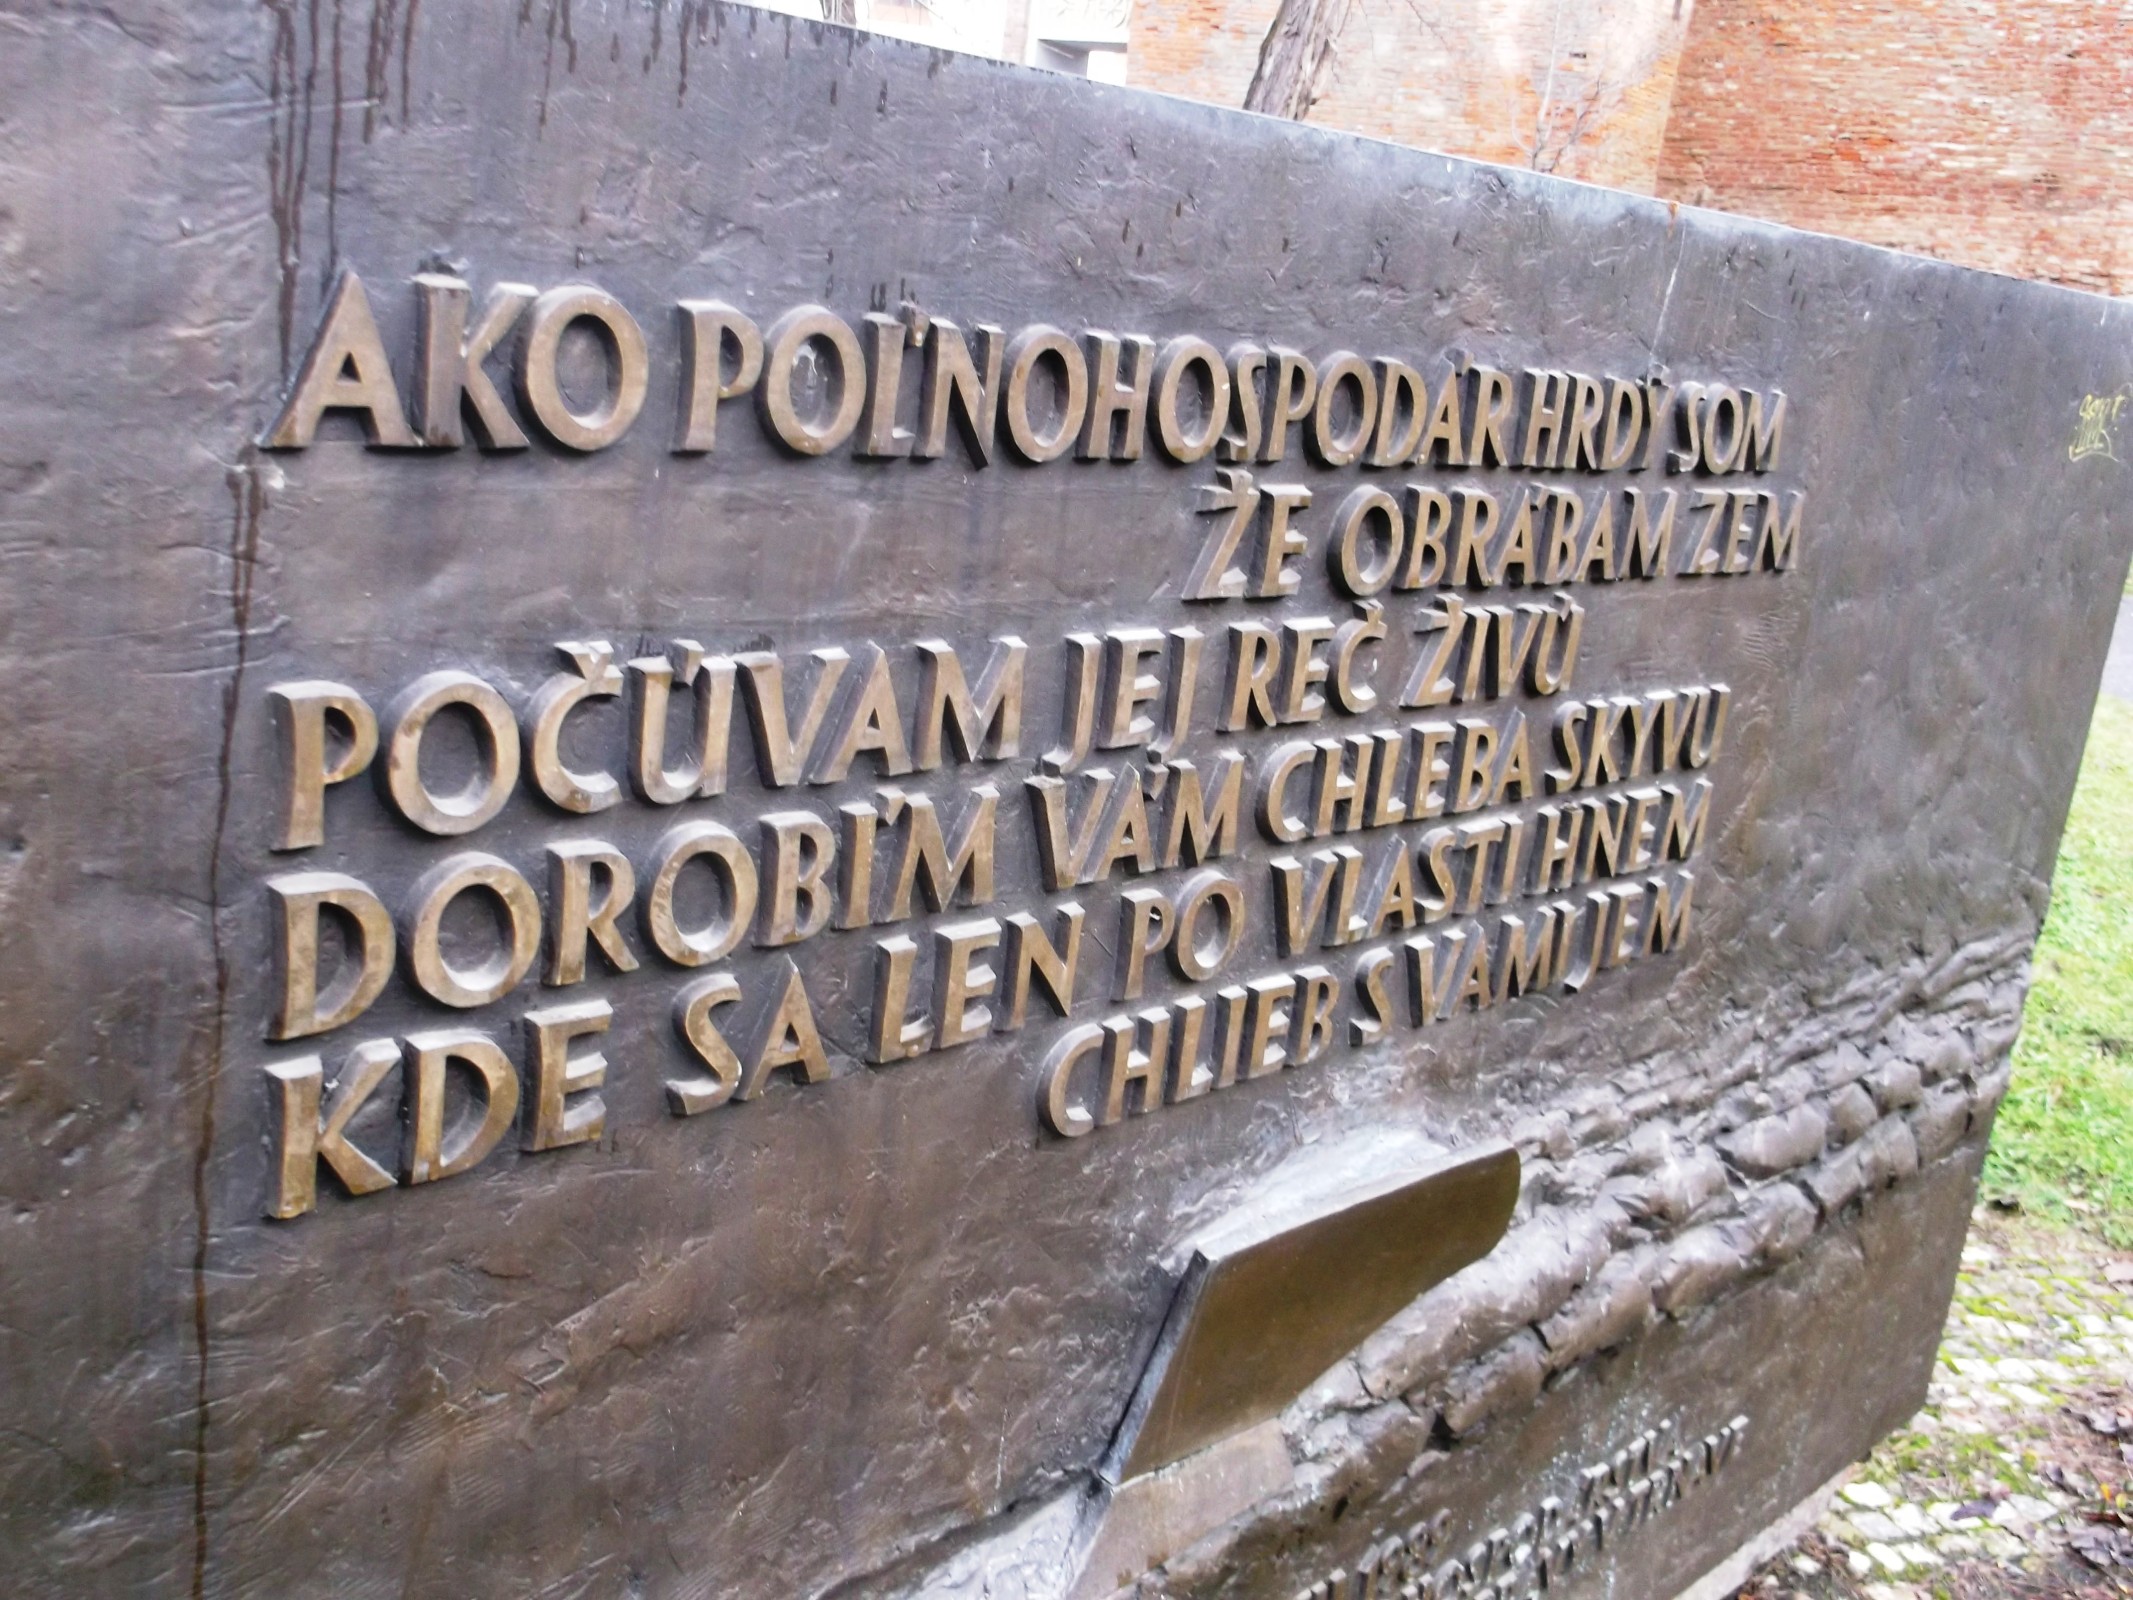 AKO POĽNOHOSPODÁR HRDÝ SOM
ŽE OBRÁBAM ZEM
POČÚVAM JEJ REČ ŽIVÚ
DOROBÍM VÁM CHLEBA SKYVU
KDE SA LEN PO VLASTI HNEM
CHLIEB S VAMI JEM